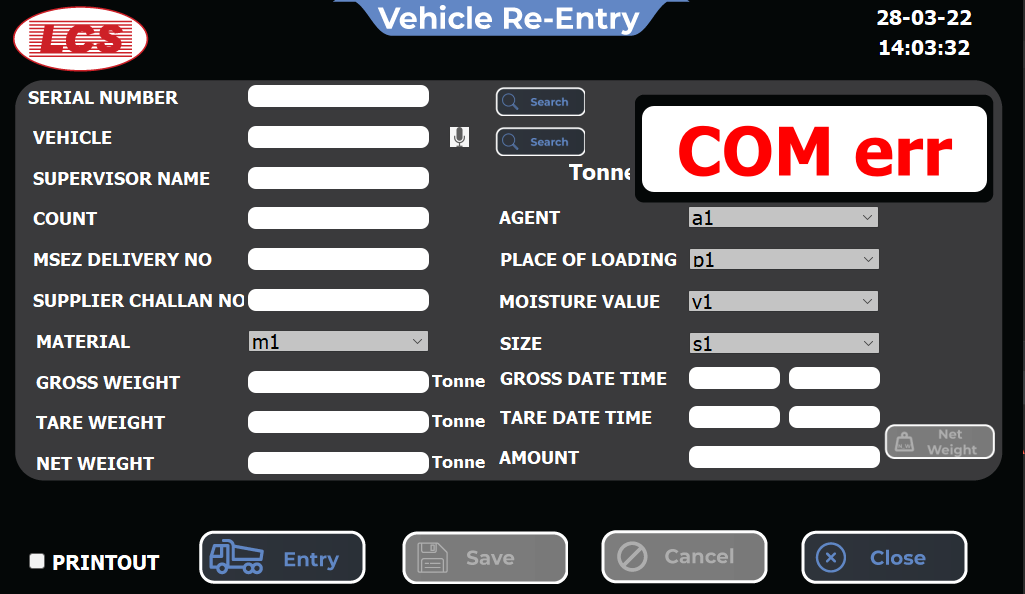 Vehicle Re-Entry
28-03-22
14:03:32
LCS
SERIAL NUMBER
Search
VEHICLE
Search
COM err
SUPERVISOR NAME
Tonne
COUNT
AGENT
a1
MSEZ DELIVERY NO
PLACE OF LOADING
p1
SUPPLIER CHALLAN NO
MOISTURE VALUE
v1
MATERIAL
m1
SIZE
s1
GROSS WEIGHT
Tonne
GROSS DATE TIME
TARE WEIGHT
Tonne
TARE DATE TIME
NET WEIGHT
Tonne
AMOUNT
Net
Weight
PRINTOUT
Entry
Save
Cancel
Close